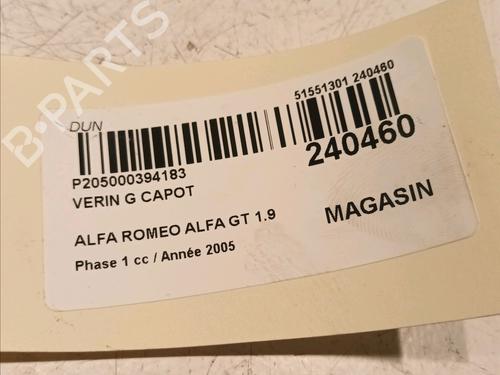 B-PARTS
DUN
51551301 240460
P205000394183
240460
VERIN G CAPOT
MAGASIN
ALFA ROMEO ALFA GT 1.9
Phase 1 cc / Année 2005